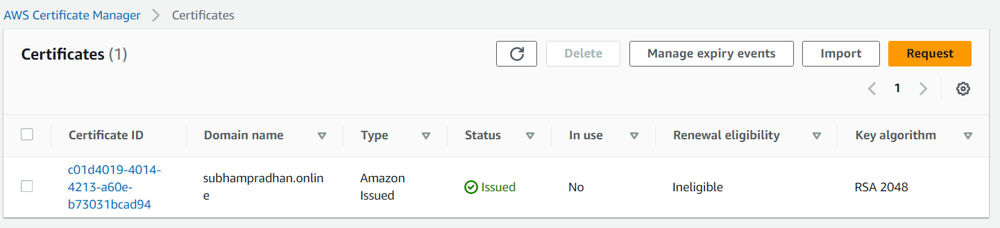 AWS Certificate Manager > Certificates
Certificates (1)
Delete
Manage expiry events
Import
Request
1
Certificate ID
Domain name
Type
Status
In use
Renewal eligibility
Key algorithm
c01d4019-4014-
4213-a60e-
b73031bcad94
subhampradhan.onlin
e
Amazon
Issued
Issued
No
Ineligible
RSA 2048